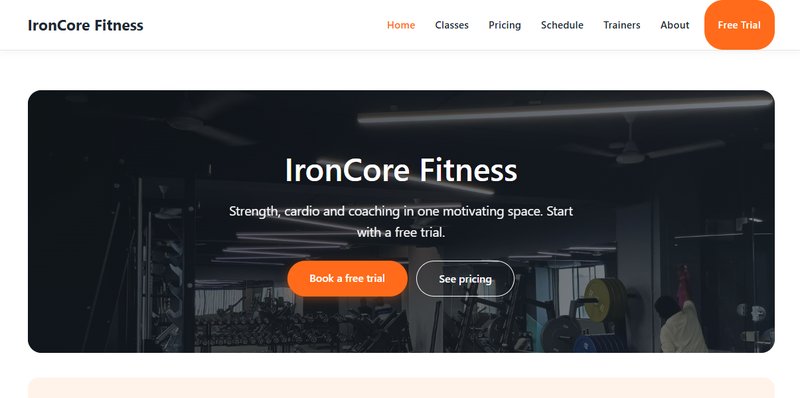 IronCore Fitness
Home
Classes
Pricing
Schedule
Trainers
About
Free Trial
IronCore Fitness
Strength, cardio and coaching in one motivating space. Start
with a free trial.
Book a free trial
See pricing